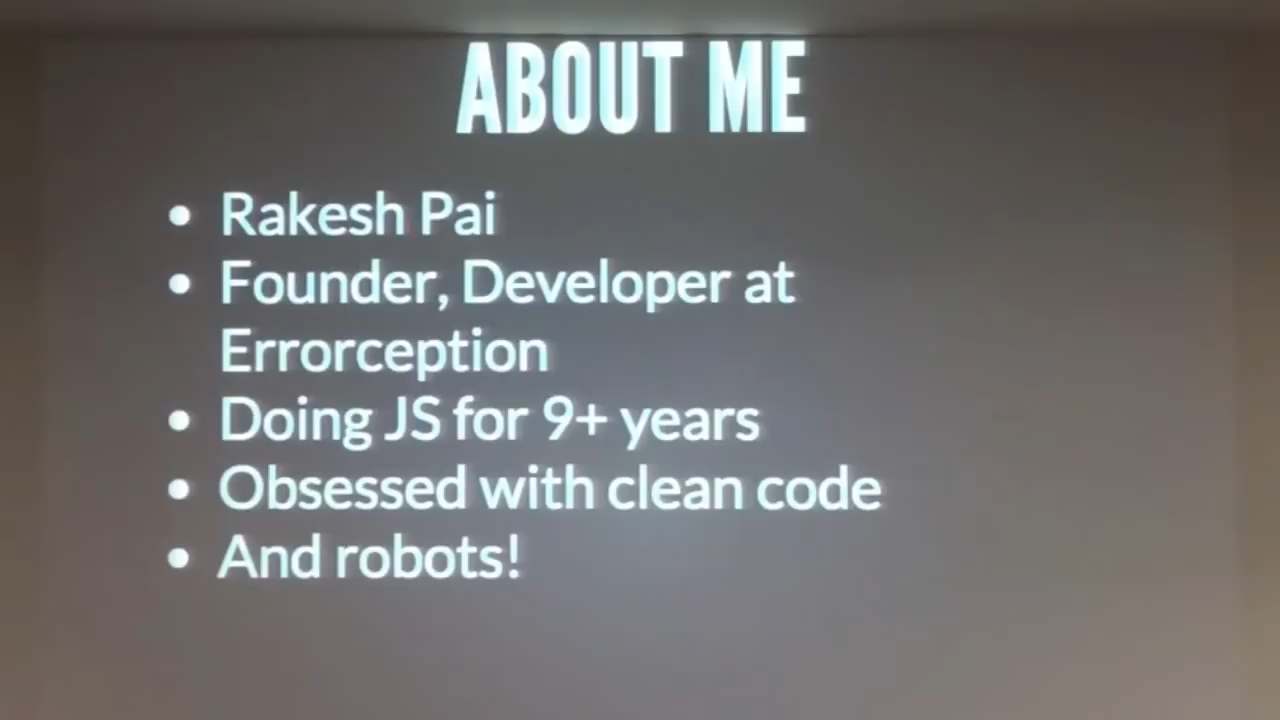 ABOUT ME
• Rakesh Pai
• Founder, Developer at
Errorception
• Doing JS for 9+ years
• Obsessed with clean code
• And robots!